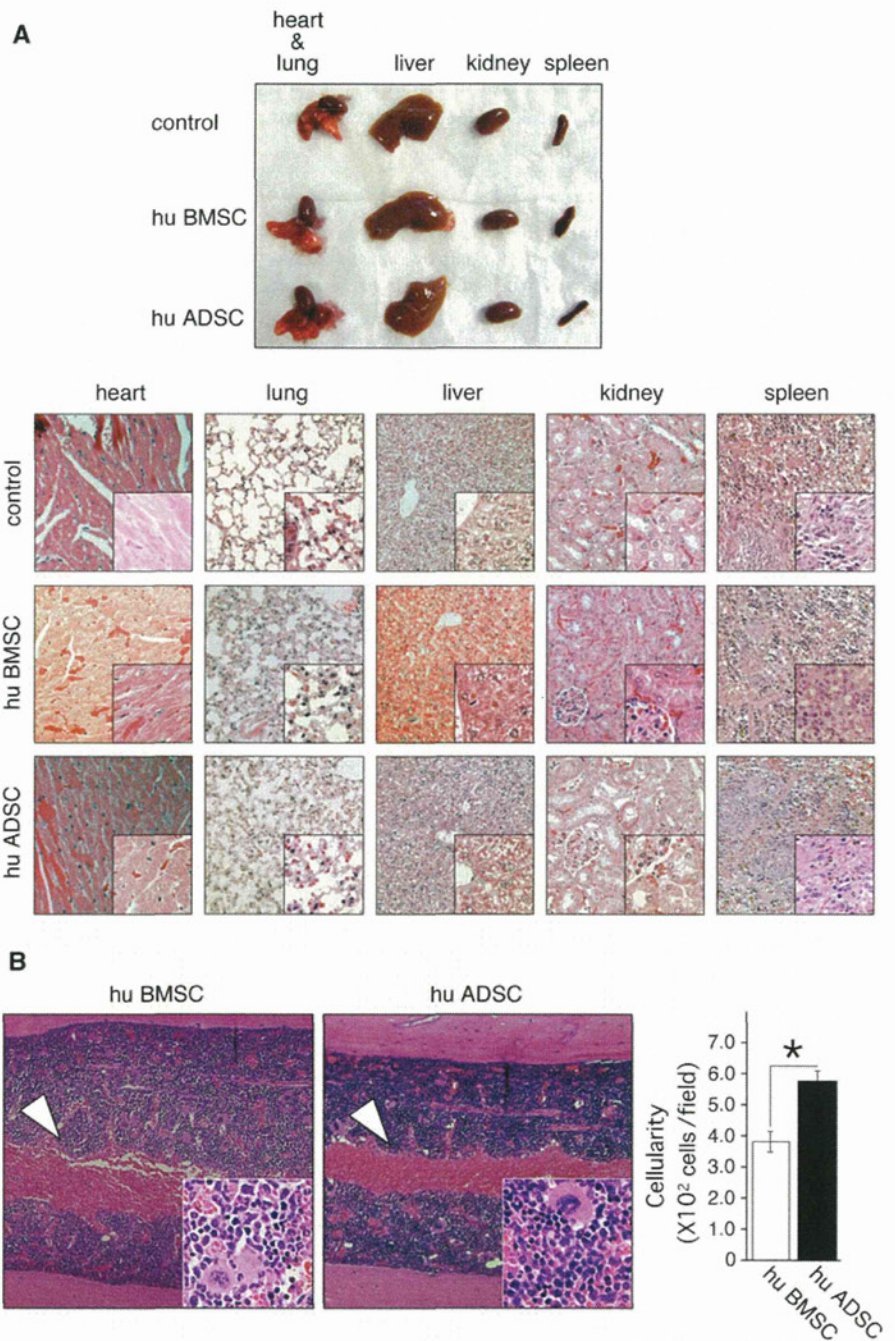 A
heart
&
lung
liver
kidney
spleen
control
hu BMSC
hu ADSC
heart
lung
liver
kidney
spleen
control
hu BMSC
hu ADSC
B
hu BMSC
hu ADSC
Cellularity
(X10² cells/field)
7.0
6.0
5.0
4.0
3.0
2.0
1.0
0
*
hu BMSC
hu ADSC